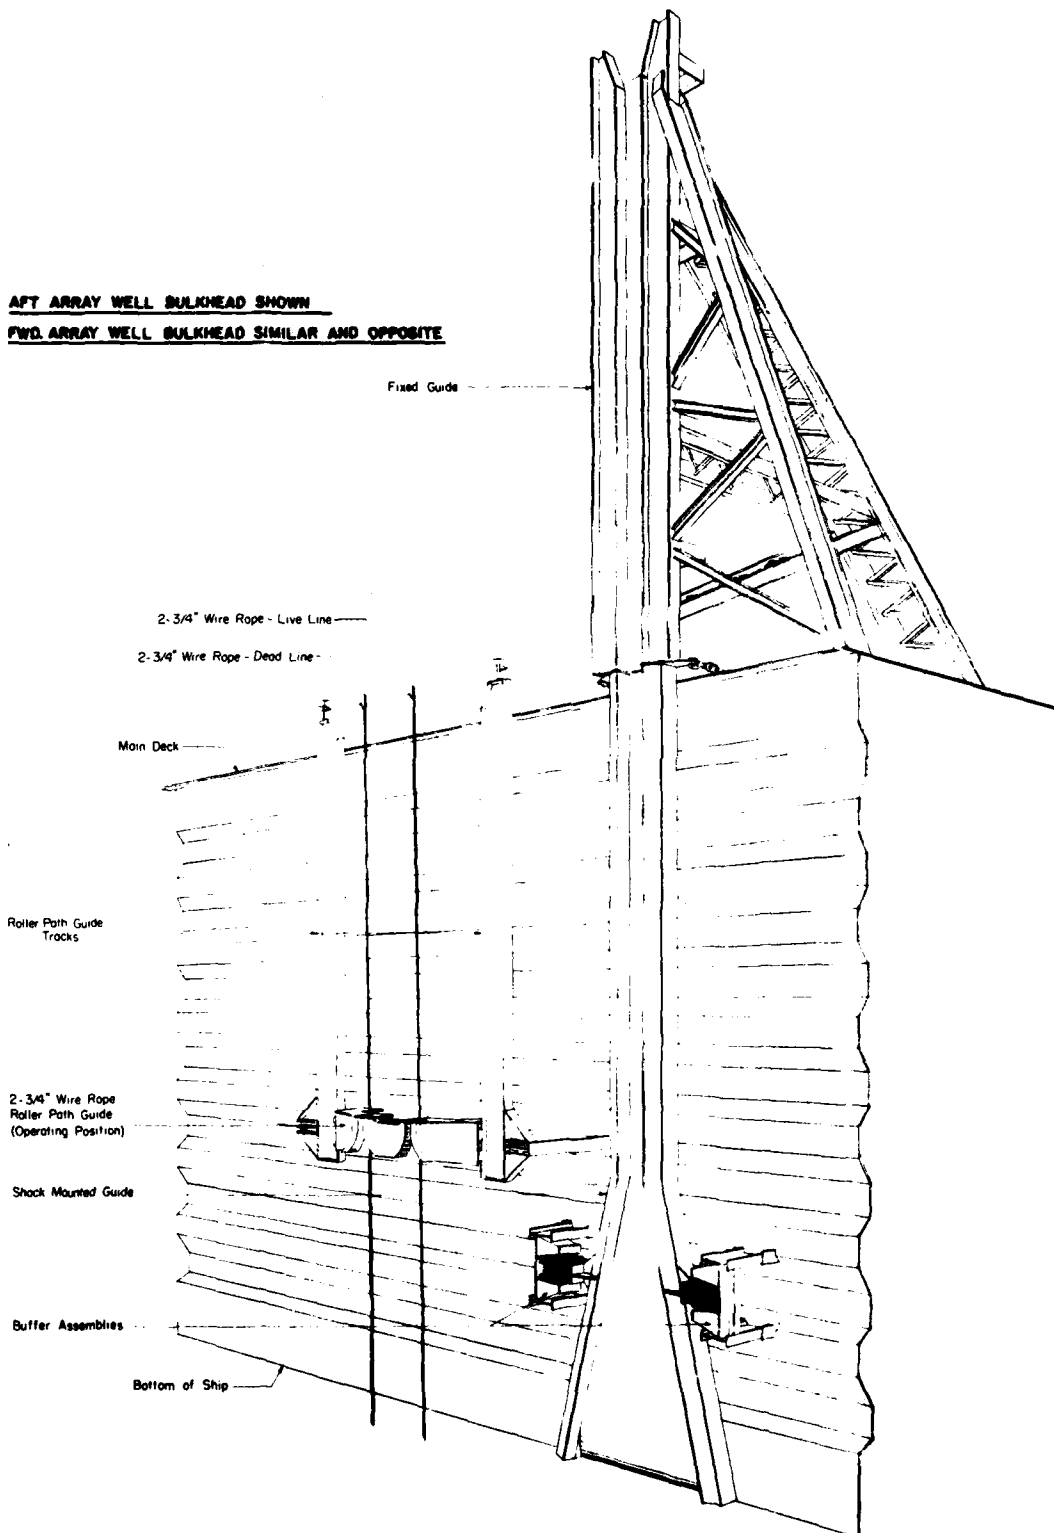 AFT ARRAY WELL BULKHEAD SHOWN
FWD. ARRAY WELL BULKHEAD SIMILAR AND OPPOSITE
Fixed Guide
2-3/4" Wire Rope - Live Line
2-3/4" Wire Rope - Dead Line
Main Deck
Roller Path Guide
Tracks
2-3/4" Wire Rope
Roller Path Guide
(Operating Position)
Shock Mounted Guide
Buffer Assemblies
Bottom of Ship